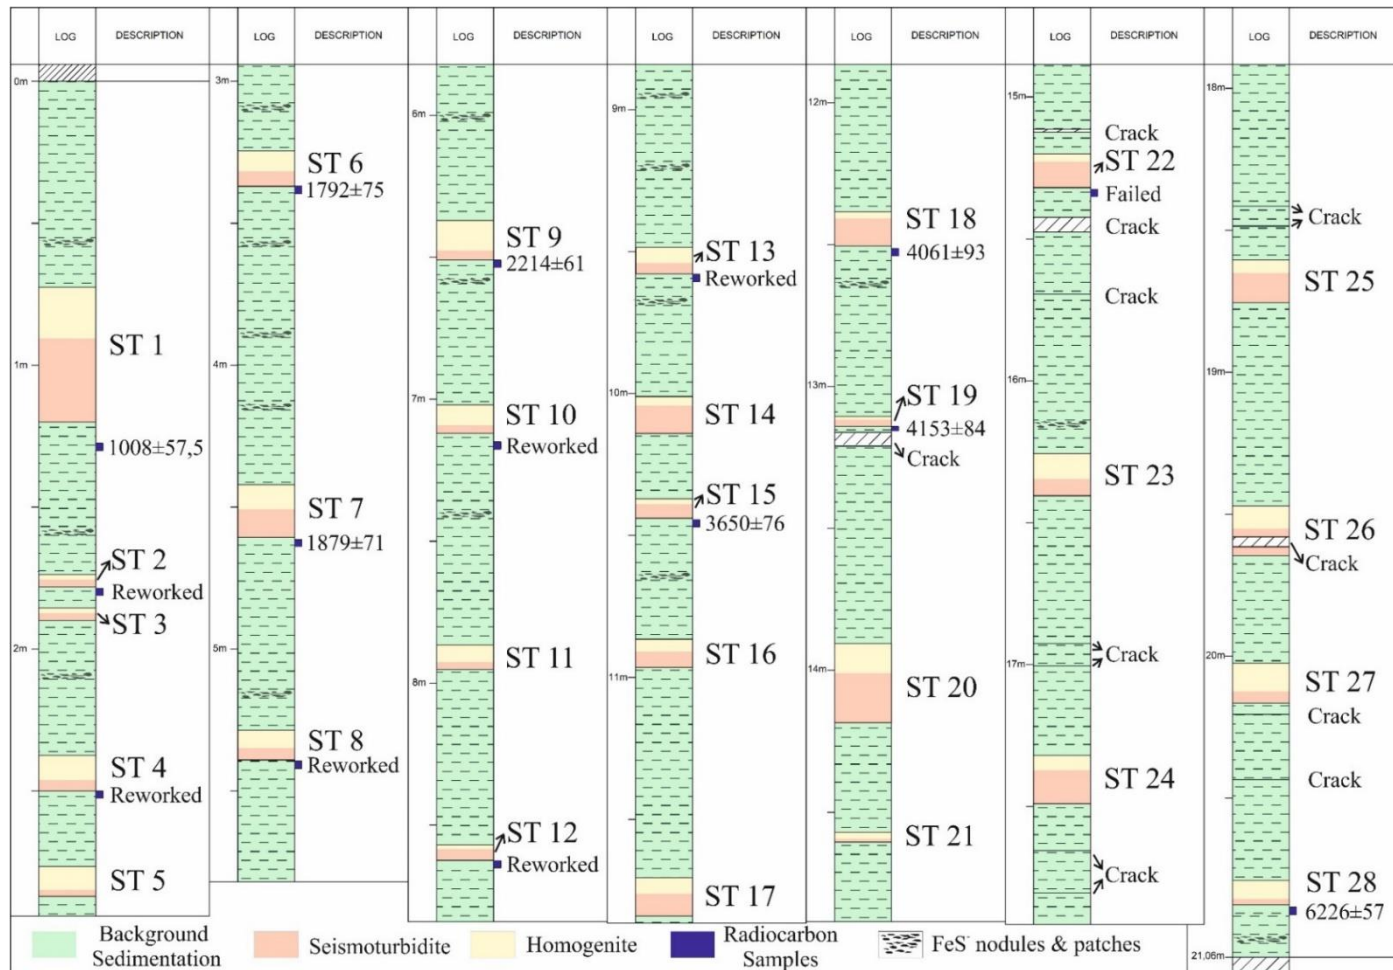 LOG DESCRIPTION LOG DESCRIPTION LOG DESCRIPTION LOG DESCRIPTION LOG DESCRIPTION LOG DESCRIPTION LOG DESCRIPTION
0m
ST 1
1m
1008±57,5
ST 2
Reworked
ST 3
2m
ST 4
Reworked
ST 5
3m
ST 6
1792±75
4m
ST 7
1879±71
5m
ST 8
Reworked
6m
ST 9
2214±61
7m
ST 10
Reworked
ST 11
8m
ST 12
Reworked
9m
ST 13
Reworked
10m
ST 14
ST 15
3650±76
ST 16
11m
ST 17
12m
ST 18
4061±93
13m
ST 19
4153±84
Crack
14m
ST 20
ST 21
15m
Crack
ST 22
Failed
Crack
Crack
16m
ST 23
Crack
17m
ST 24
Crack
18m
Crack
ST 25
19m
ST 26
Crack
20m
ST 27
Crack
Crack
ST 28
6226±57
21,06m
Background
Sedimentation
Seismoturbidite
Homogenite
Radiocarbon
Samples
FeS⁻ nodules & patches